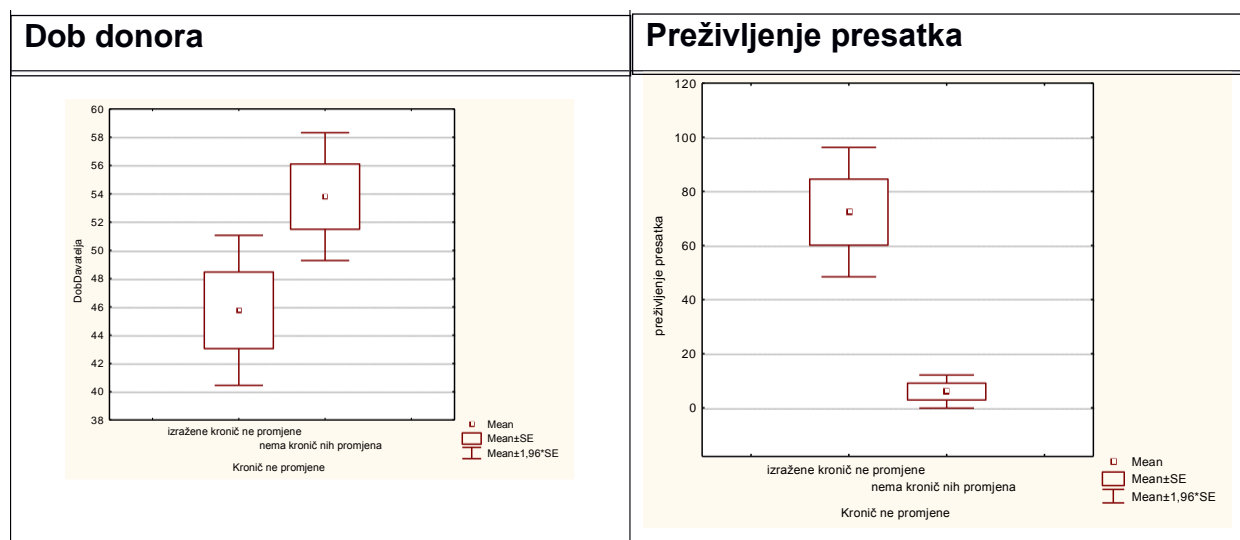 Dob donora
60
58
56
54
52
50
48
46
44
42
40
38
DobDavatelja
izražene kronič ne promjene
nema kronič nih promjena
Kronič ne promjene
Mean
Mean±SE
Mean±1,96*SE
Preživljenje presatka
120
100
80
60
40
20
0
preživljenje presatka
izražene kronič ne promjene
nema kronič nih promjena
Kronič ne promjene
Mean
Mean±SE
Mean±1,96*SE